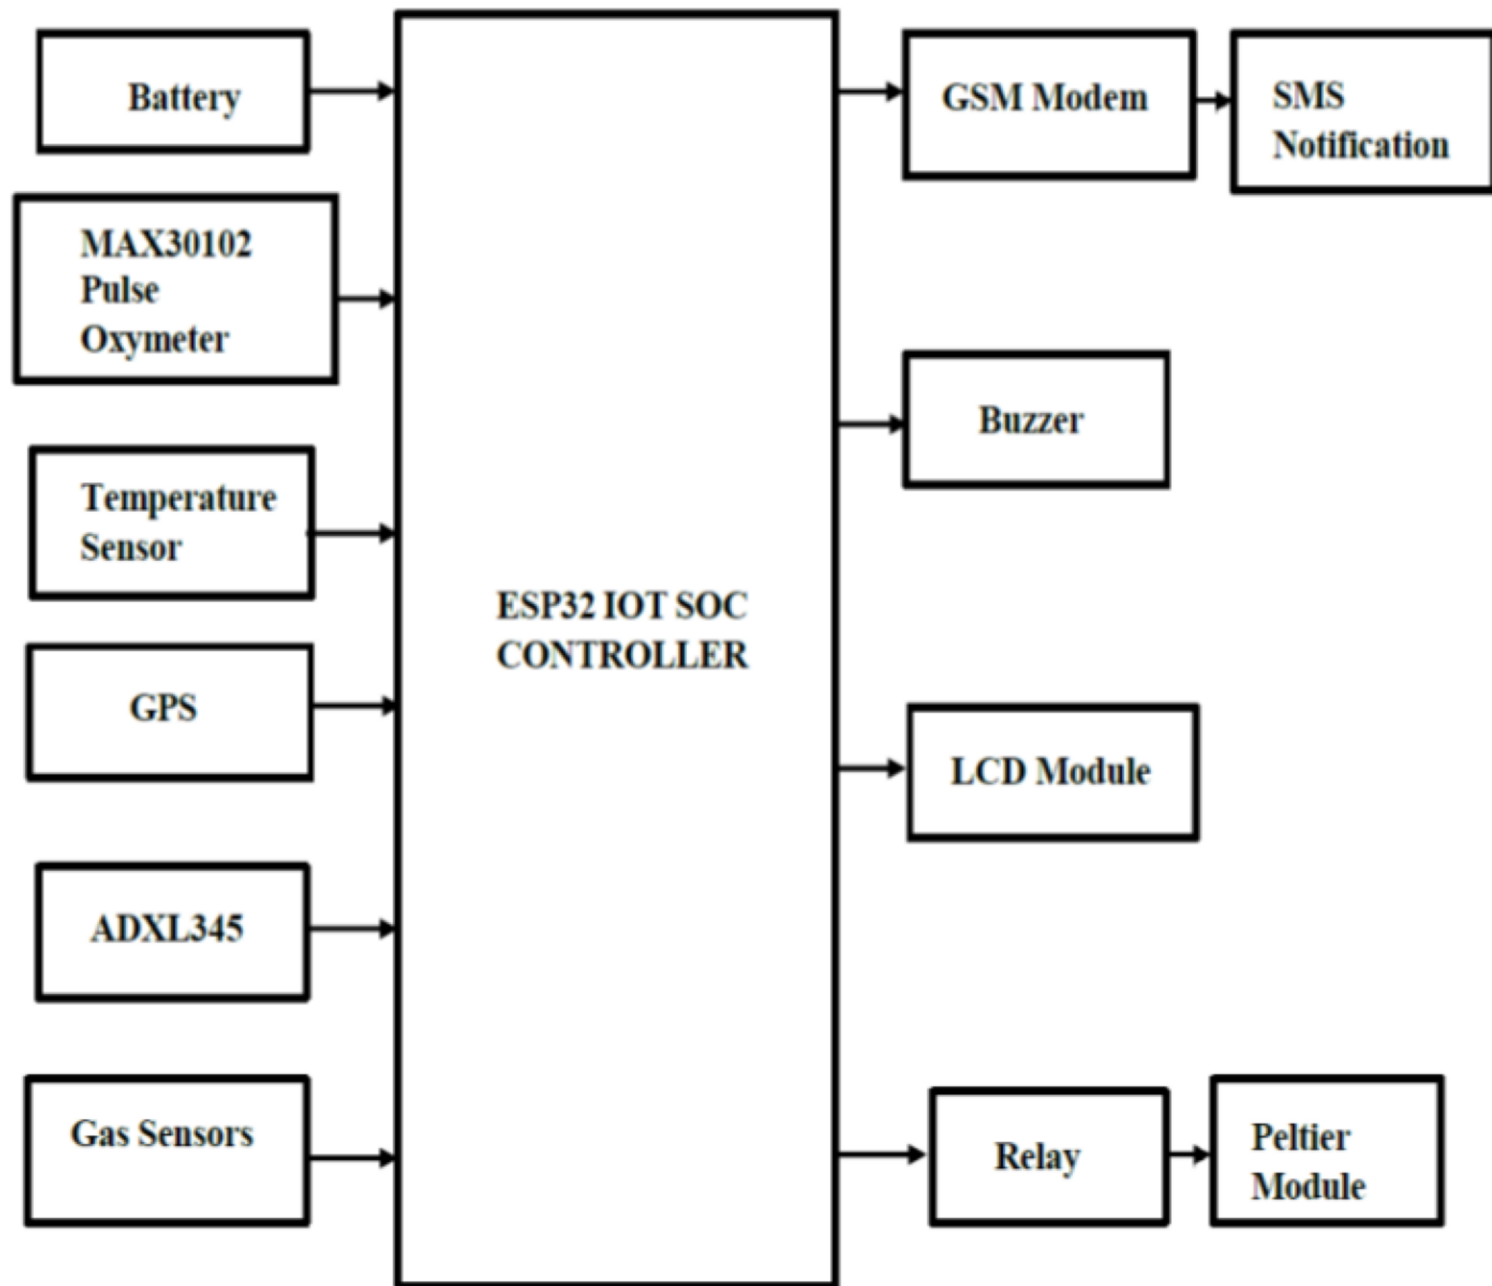 Battery
MAX30102
Pulse
Oxymeter
Temperature
Sensor
GPS
ADXL345
Gas Sensors
ESP32 IOT SOC
CONTROLLER
GSM Modem
SMS
Notification
Buzzer
LCD Module
Relay
Peltier
Module